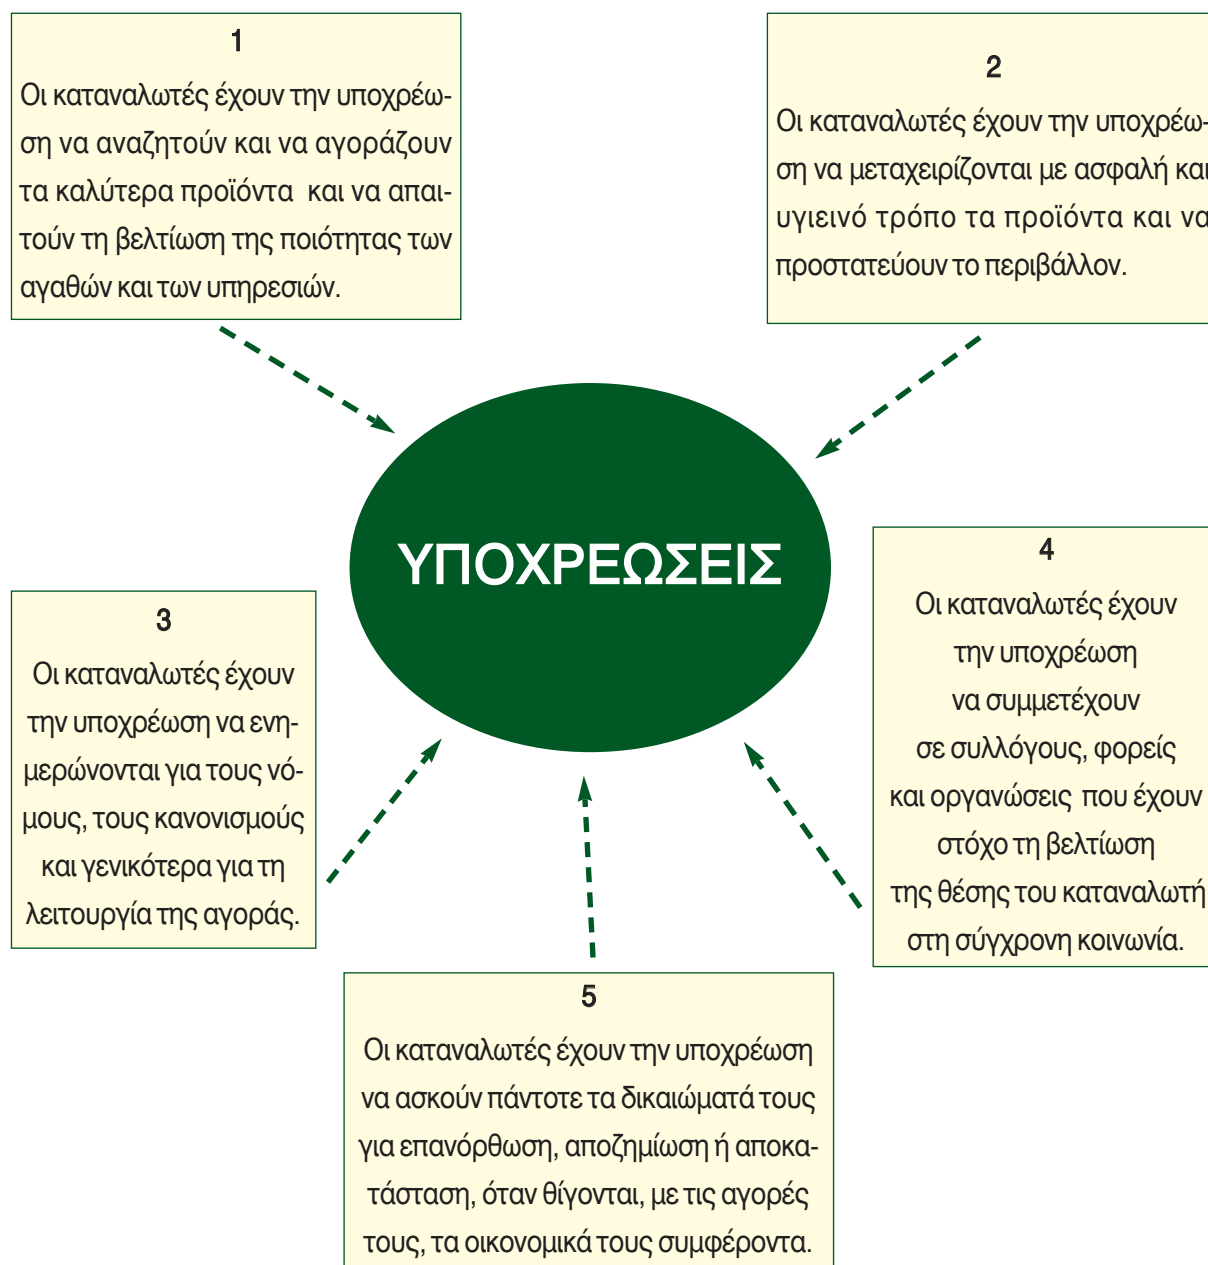 1
Οι καταναλωτές έχουν την υποχρέω-
ση να αναζητούν και να αγοράζουν
τα καλύτερα προϊόντα και να απαι-
τούν τη βελτίωση της ποιότητας των
αγαθών και των υπηρεσιών.
2
Οι καταναλωτές έχουν την υποχρέω-
ση να μεταχειρίζονται με ασφαλή και
υγιεινό τρόπο τα προϊόντα και να
προστατεύουν το περιβάλλον.
ΥΠΟΧΡΕΩΣΕΙΣ
3
Οι καταναλωτές έχουν
την υποχρέωση να ενη-
μερώνονται για τους νό-
μους, τους κανονισμούς
και γενικότερα για τη
λειτουργία της αγοράς.
4
Οι καταναλωτές έχουν
την υποχρέωση
να συμμετέχουν
σε συλλόγους, φορείς
και οργανώσεις που έχουν
στόχο τη βελτίωση
της θέσης του καταναλωτή
στη σύγχρονη κοινωνία.
5
Οι καταναλωτές έχουν την υποχρέωση
να ασκούν πάντοτε τα δικαιώματά τους
για επανόρθωση, αποζημίωση ή αποκα-
τάσταση, όταν θίγονται, με τις αγορές
τους, τα οικονομικά τους συμφέροντα.